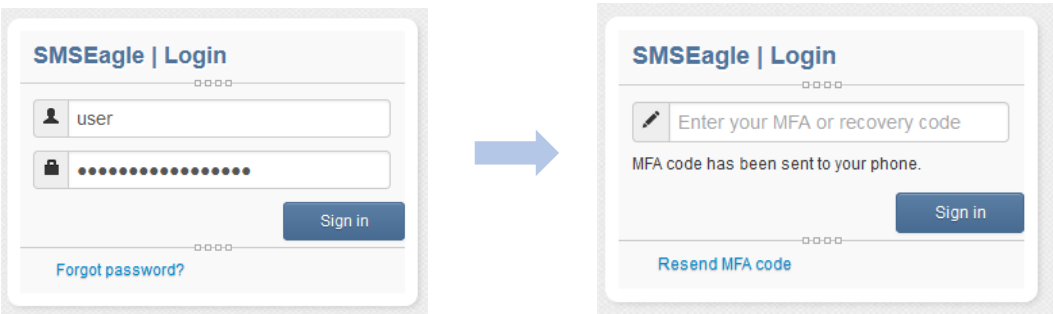 SMSEagle | Login
user
●●●●●●●●●●●●●●●●●
Sign in
Forgot password?
SMSEagle | Login
Enter your MFA or recovery code
MFA code has been sent to your phone.
Sign in
Resend MFA code